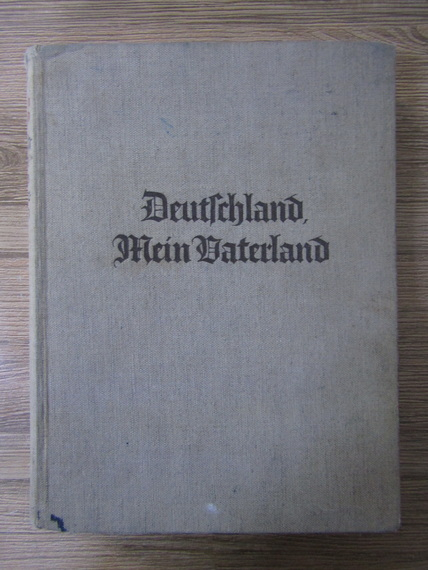 Deutschland,
Mein Vaterland